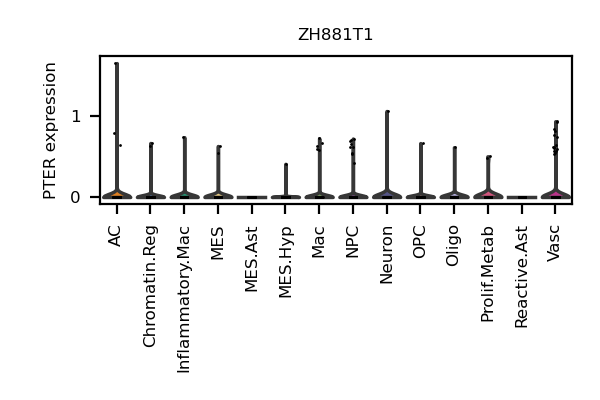 ZH881T1
PTER expression
1
0
AC
Chromatin.Reg
Inflammatory.Mac
MES
MES.Ast
MES.Hyp
Mac
NPC
Neuron
OPC
Oligo
Prolif.Metab
Reactive.Ast
Vasc